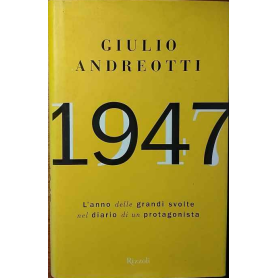 GIULIO
ANDREOTTI
1947
L'anno delle grandi svolte
nel diario di un protagonista
Rizzoli